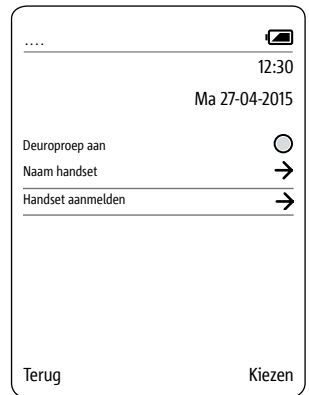 ....
12:30
Ma 27-04-2015
Deuroproep aan
Naam handset
Handset aanmelden
Terug Kiezen